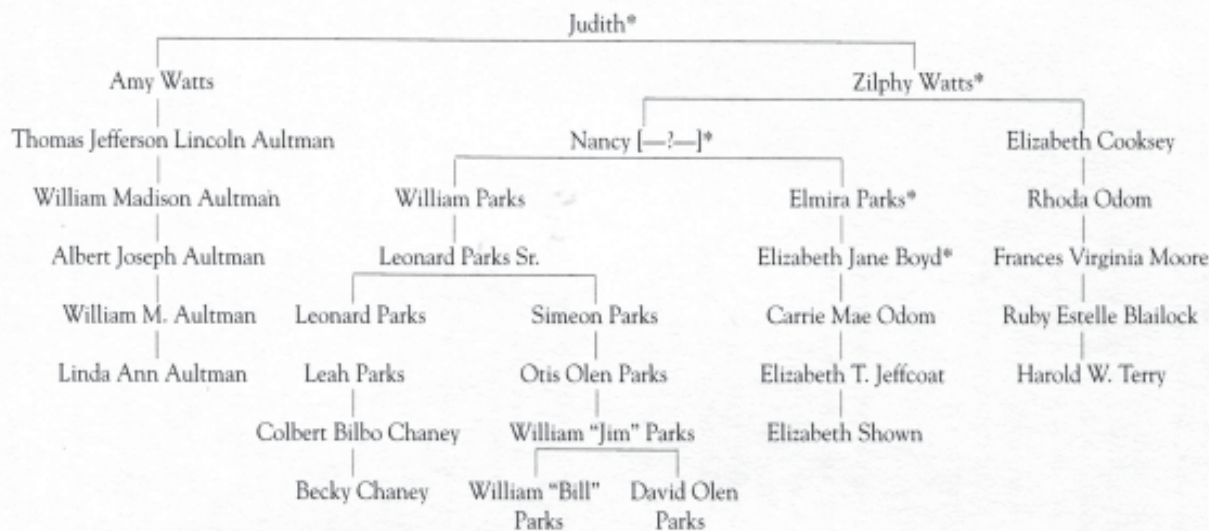 Judith*
Amy Watts Zilphy Watts*
Thomas Jefferson Lincoln Aultman Nancy [—?—]* Elizabeth Cooksey
William Madison Aultman William Parks Elmira Parks* Rhoda Odom
Albert Joseph Aultman Leonard Parks Sr. Elizabeth Jane Boyd* Frances Virginia Moore
William M. Aultman Leonard Parks Simeon Parks Carrie Mae Odom Ruby Estelle Blailock
Linda Ann Aultman Leah Parks Otis Olen Parks Elizabeth T. Jeffcoat Harold W. Terry
Colbert Bilbo Chaney William “Jim” Parks Elizabeth Shown
Becky Chaney William “Bill” David Olen
Parks Parks